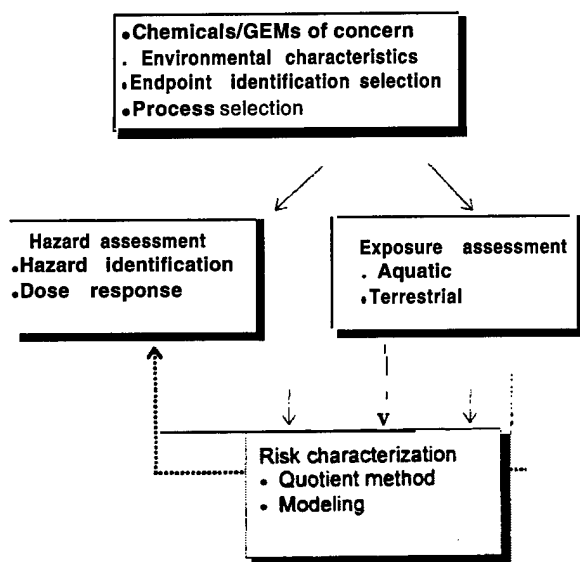 •Chemicals/GEMs of concern
. Environmental characteristics
•Endpoint identification selection
•Process selection
Hazard assessment
•Hazard identification
•Dose response
Exposure assessment
. Aquatic
•Terrestrial
Risk characterization
• Quotient method
• Modeling